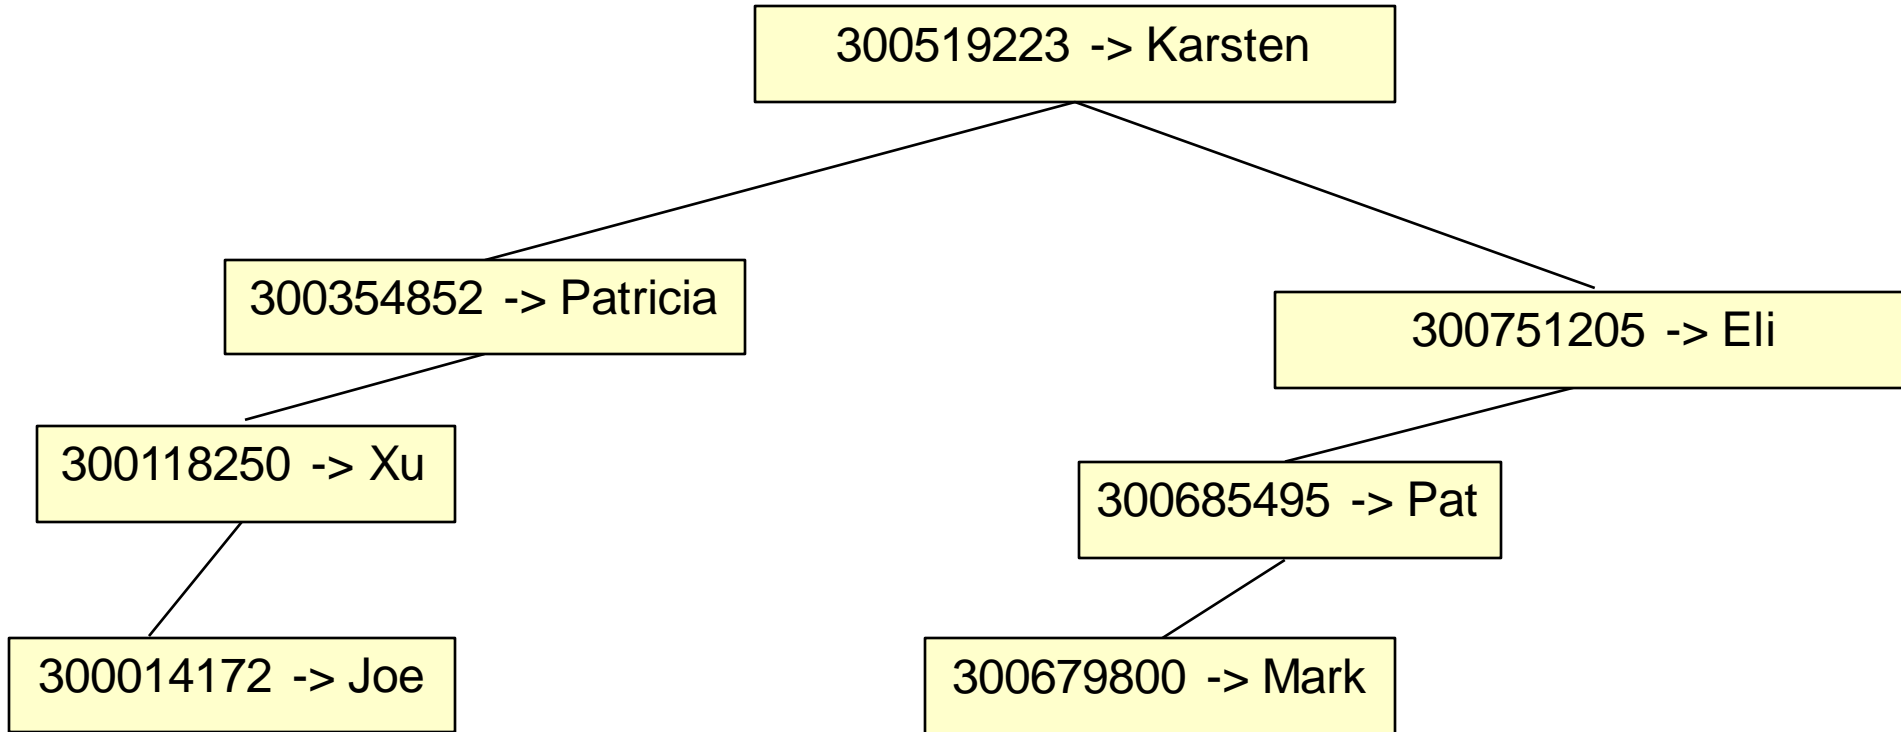 300519223 -> Karsten
300354852 -> Patricia
300751205 -> Eli
300118250 -> Xu
300685495 -> Pat
300014172 -> Joe
300679800 -> Mark